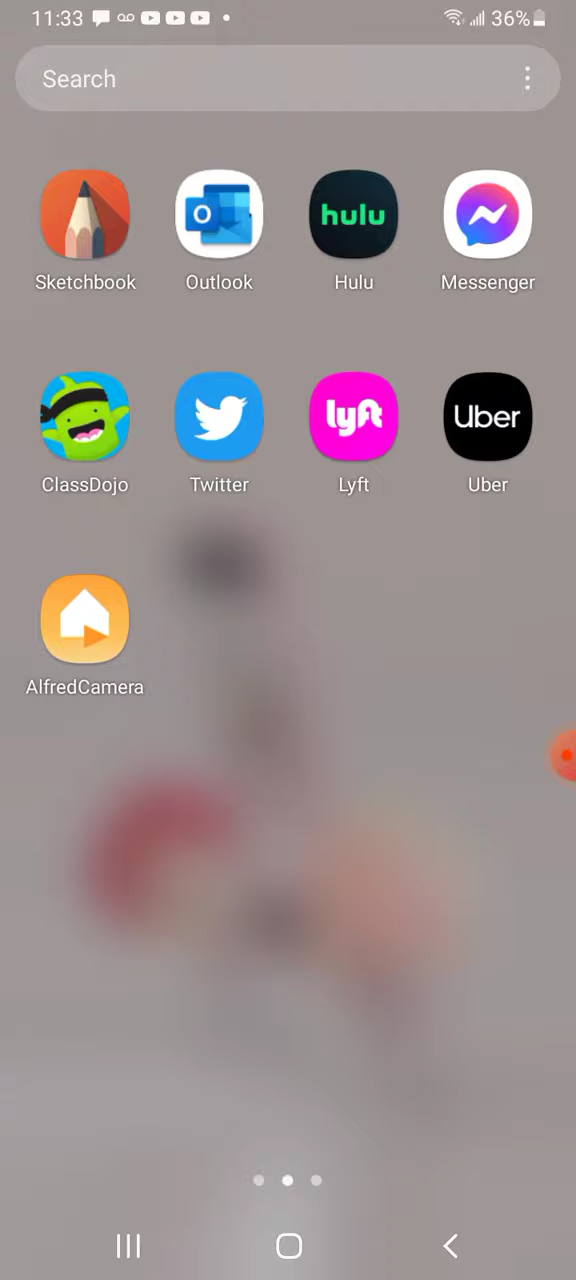 11:33 36%
Search
O hulu
Sketchbook Outlook Hulu Messenger
lyft Uber
ClassDojo Twitter Lyft Uber
AlfredCamera